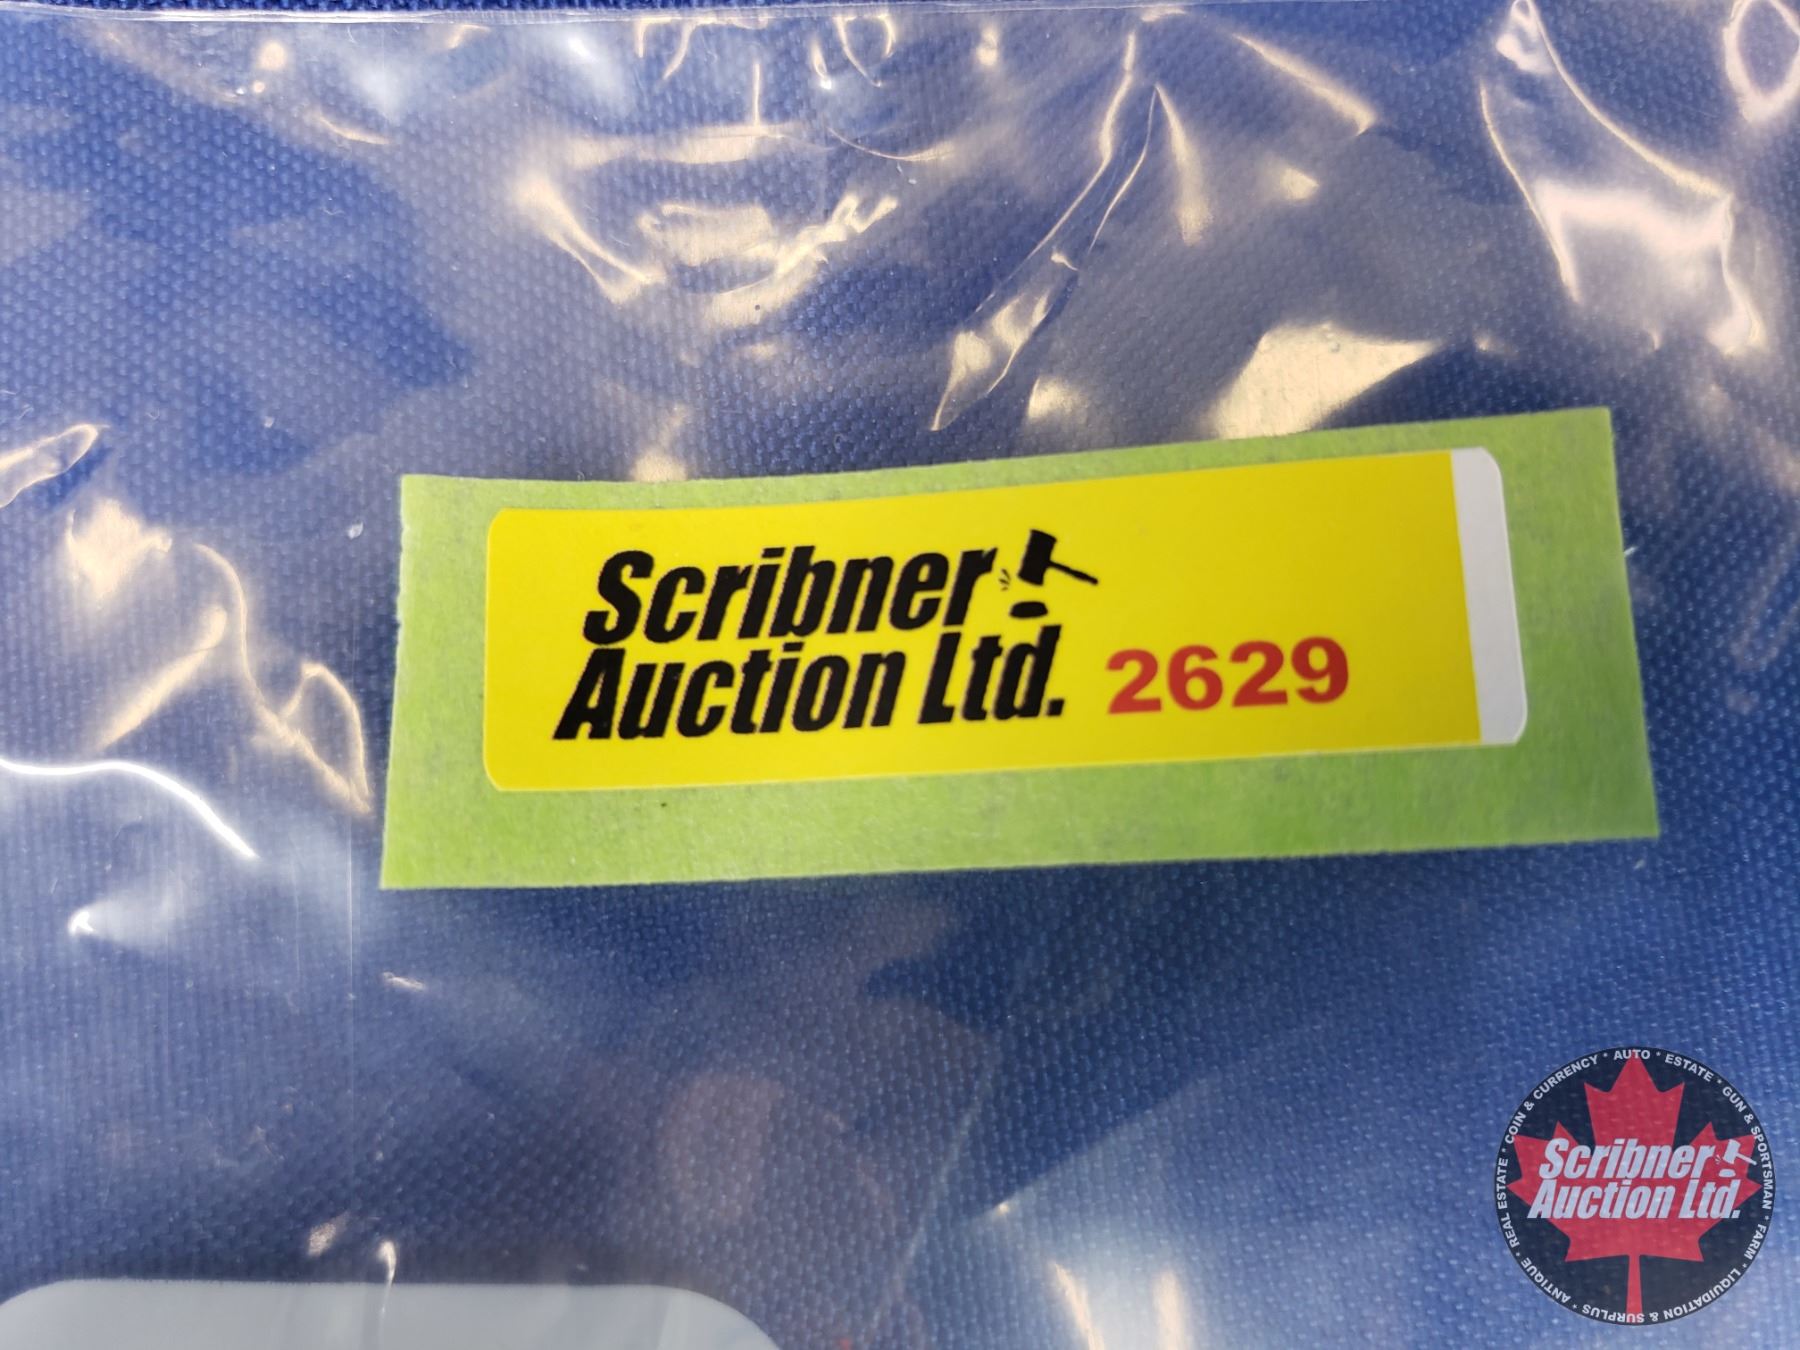 Scribner
Auction Ltd. 2629
COIN & CURRENCY * AUTO * ESTATE * GUN & SPORTSMAN * FARM * LIQUIDATION & SURPLUS * ANTIQUE * REAL ESTATE *
Scribner
Auction Ltd.